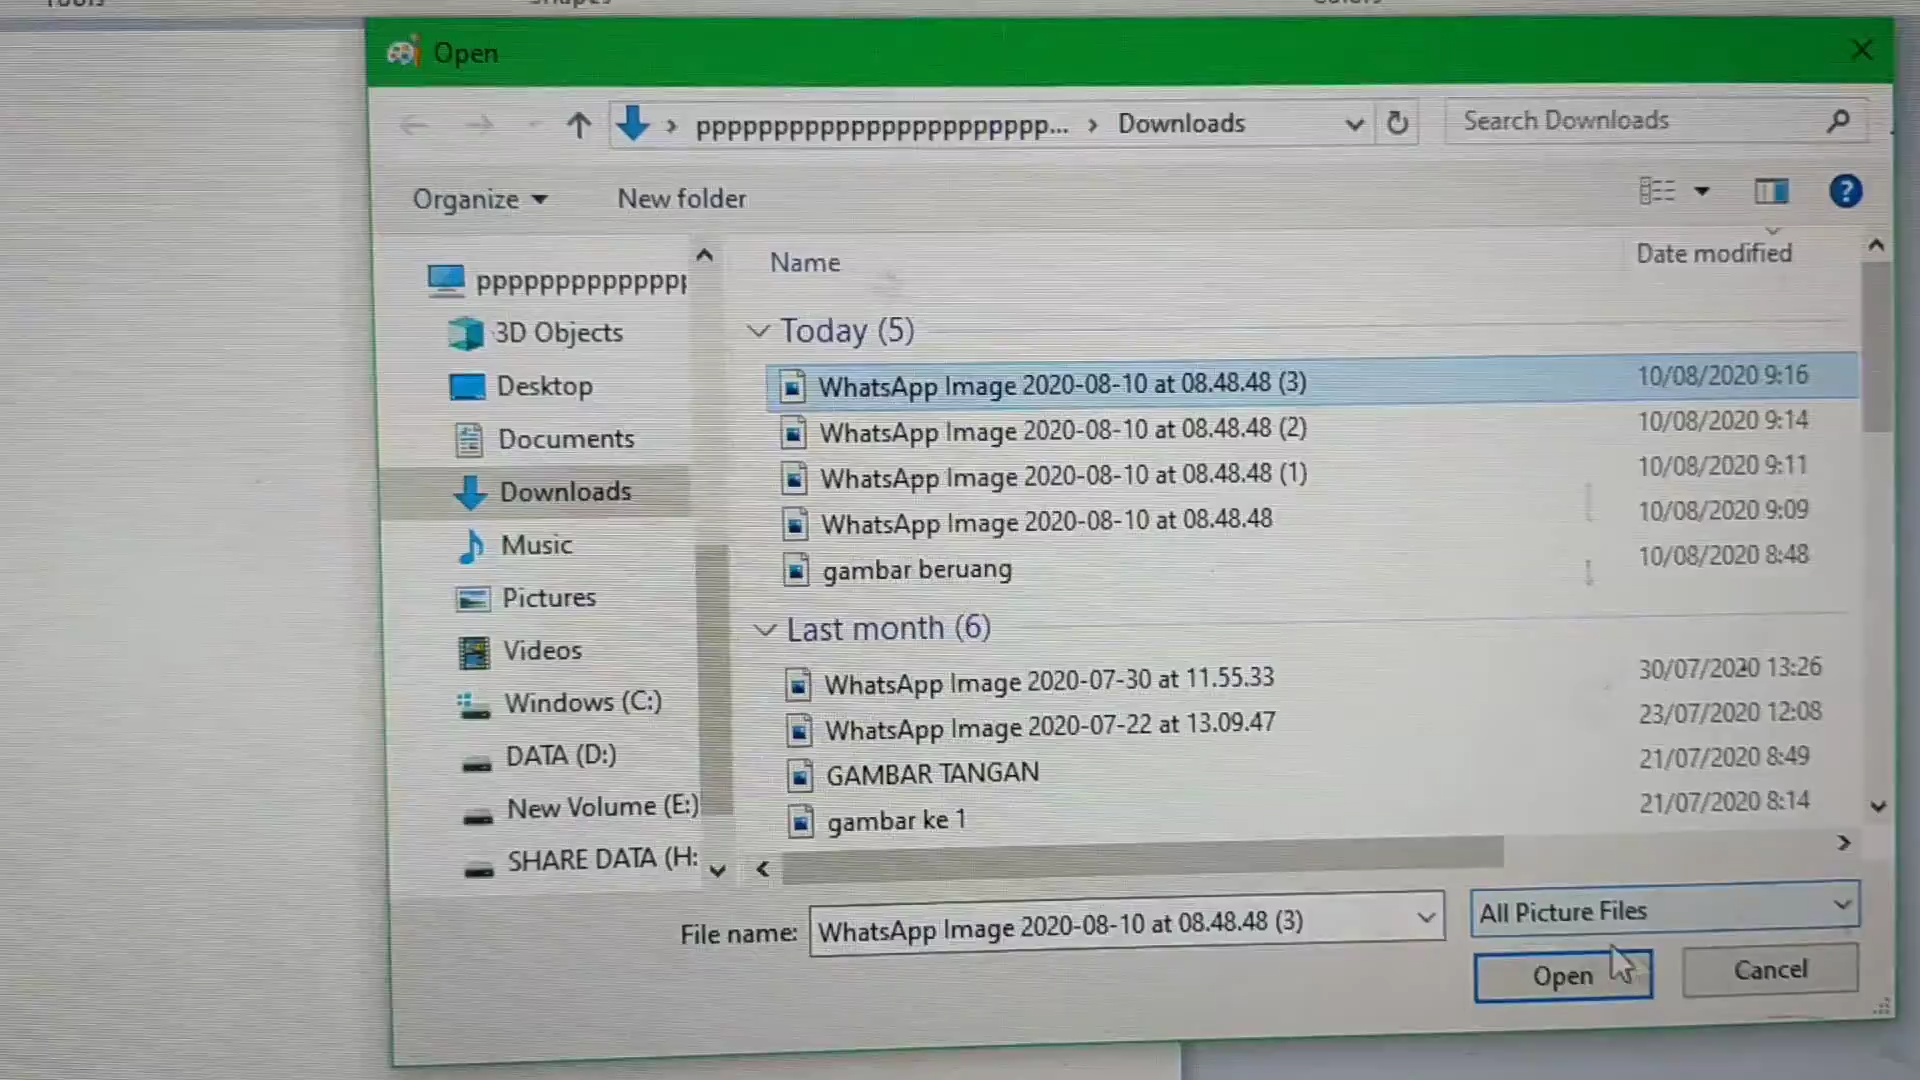 Open
pppppppppppppppppppppppp... > Downloads
Search Downloads
Organize
New folder
pppppppppppppp
3D Objects
Desktop
Documents
Downloads
Music
Pictures
Videos
Windows (C:)
DATA (D:)
New Volume (E:)
SHARE DATA (H:
Name
Date modified
Today (5)
WhatsApp Image 2020-08-10 at 08.48.48 (3) 10/08/2020 9:16
WhatsApp Image 2020-08-10 at 08.48.48 (2) 10/08/2020 9:14
WhatsApp Image 2020-08-10 at 08.48.48 (1) 10/08/2020 9:11
WhatsApp Image 2020-08-10 at 08.48.48 10/08/2020 9:09
gambar beruang 10/08/2020 8:48
Last month (6)
WhatsApp Image 2020-07-30 at 11.55.33 30/07/2020 13:26
WhatsApp Image 2020-07-22 at 13.09.47 23/07/2020 12:08
GAMBAR TANGAN 21/07/2020 8:49
gambar ke 1 21/07/2020 8:14
File name: WhatsApp Image 2020-08-10 at 08.48.48 (3)
All Picture Files
Open
Cancel